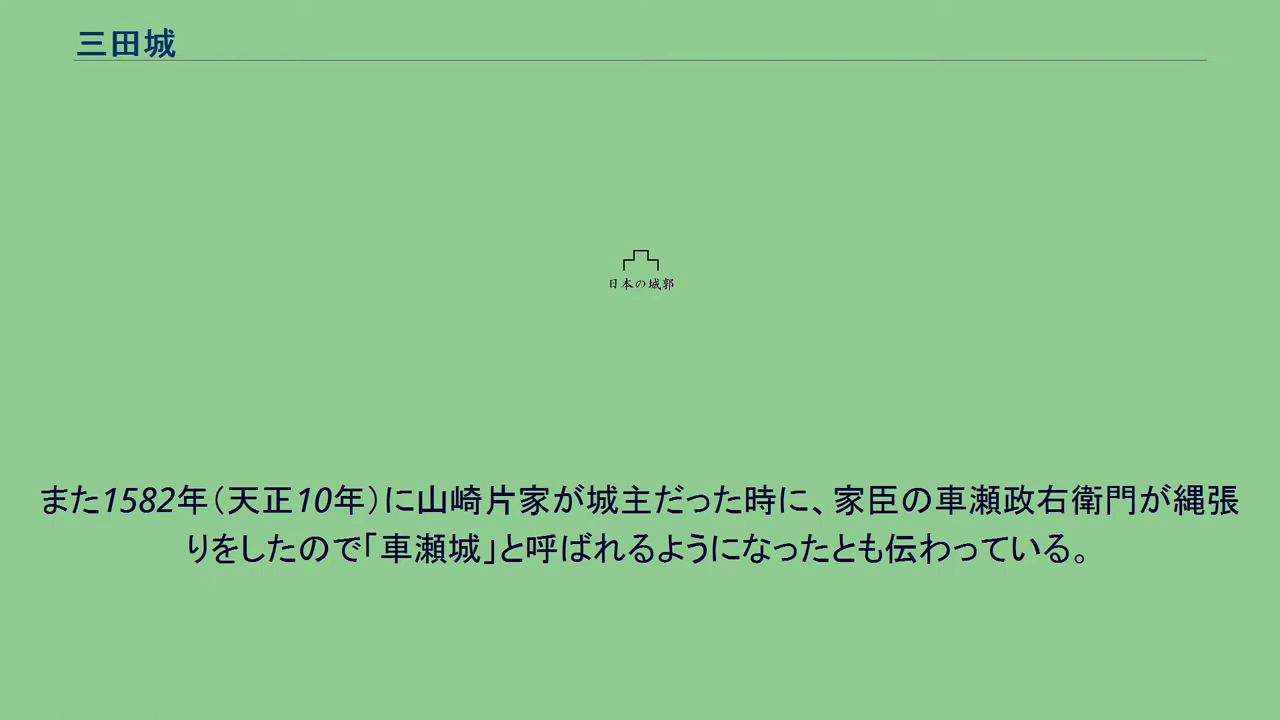 三田城
日本の城郭
また1582年（天正10年）に山崎片家が城主だった時に、家臣の車瀬政右衛門が縄張
りをしたので「車瀬城」と呼ばれるようになったとも伝わっている。